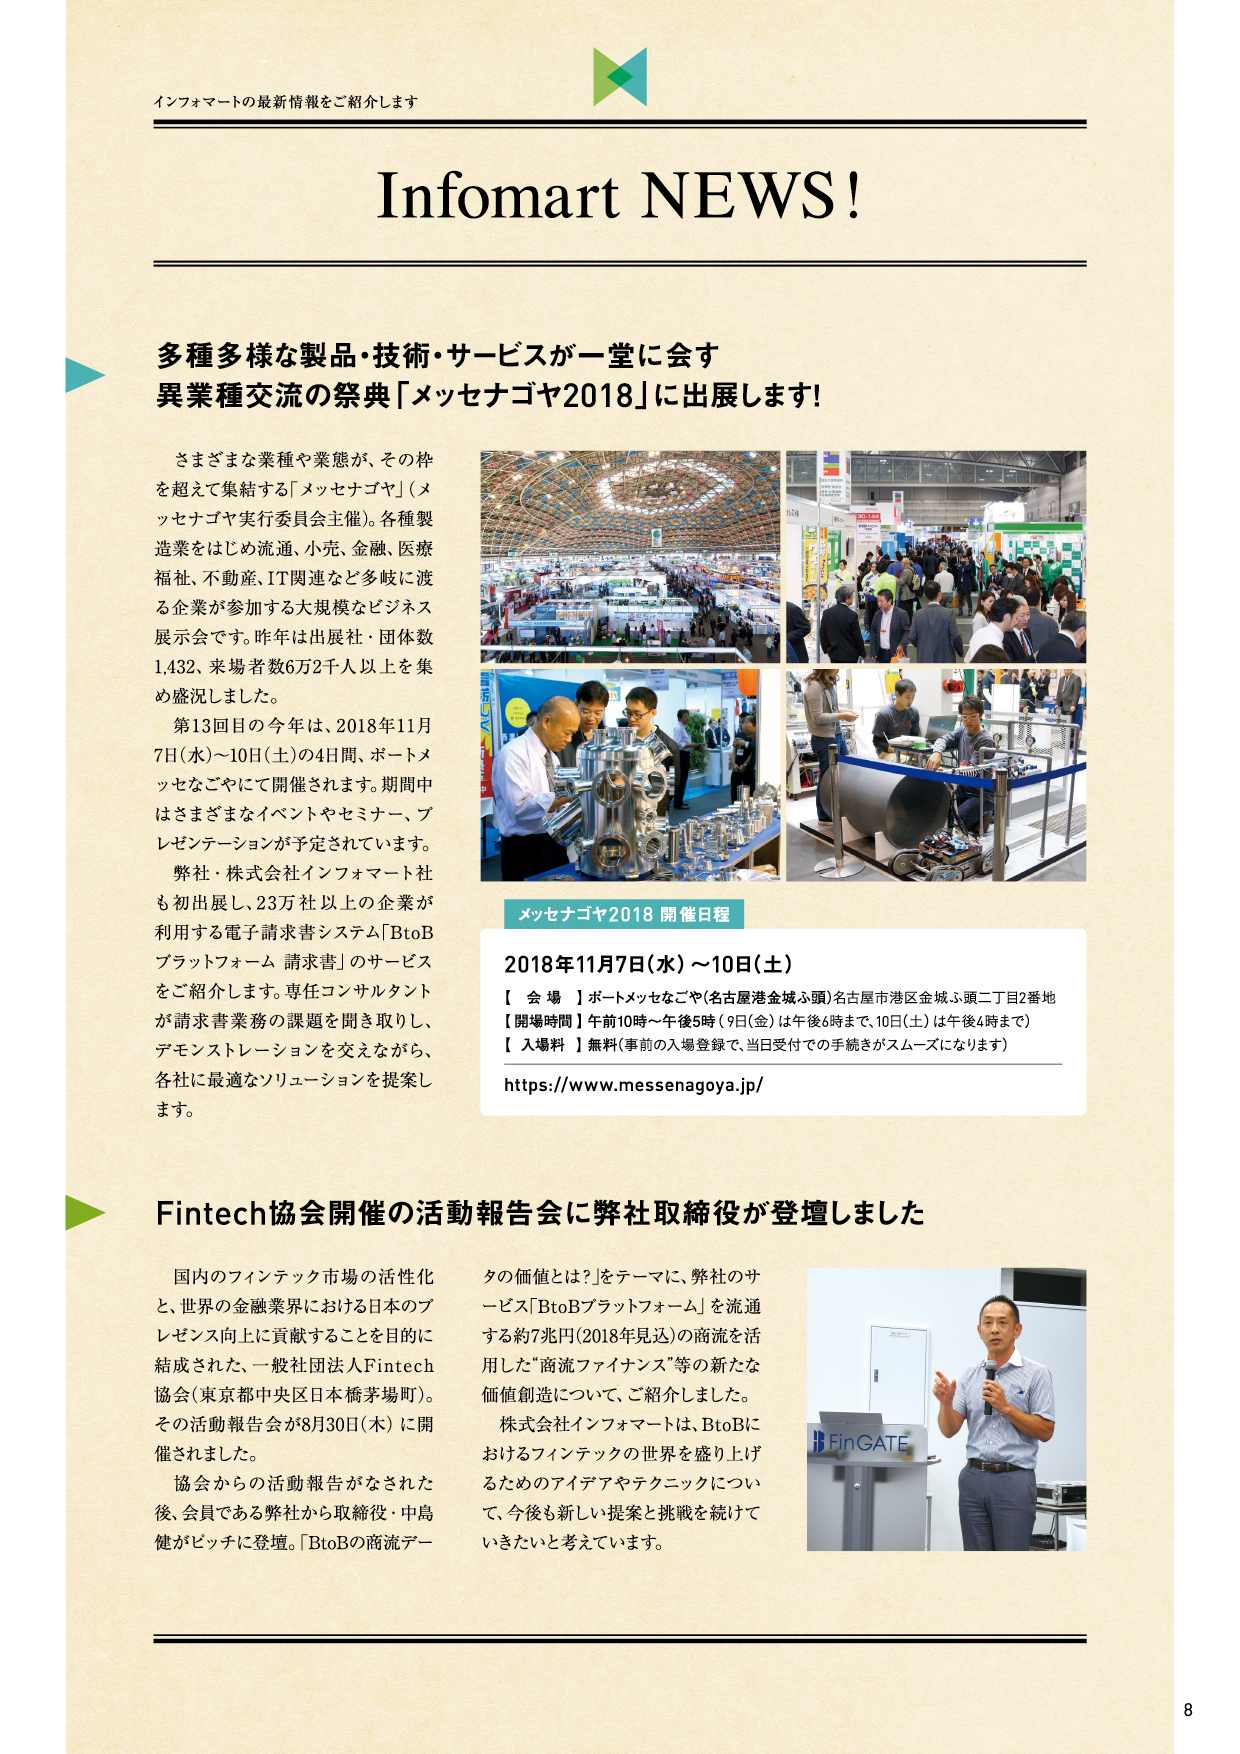 インフォマートの最新情報をご紹介します
Infomart NEWS!
多種多様な製品・技術・サービスが一堂に会す
異業種交流の祭典「メッセナゴヤ2018」に出展します!
さまざまな業種や業態が、その枠
を超えて集結する「メッセナゴヤ」(メ
ッセナゴヤ実行委員会主催)。各種製
造業をはじめ流通、小売、金融、医療
福祉、不動産、IT関連など多岐に渡
る企業が参加する大規模なビジネス
展示会です。昨年は出展社・団体数
1,432、来場者数6万2千人以上を集
め盛況しました。
第13回目の今年は、2018年11月
7日(水)〜10日(土)の4日間、ポートメ
ッセなごやにて開催されます。期間中
はさまざまなイベントやセミナー、プ
レゼンテーションが予定されています。
弊社・株式会社インフォマート社
も初出展し、23万社以上の企業が
利用する電子請求書システム「BtoB
プラットフォーム 請求書」のサービス
をご紹介します。専任コンサルタント
が請求書業務の課題を聞き取りし、
デモンストレーションを交えながら、
各社に最適なソリューションを提案し
ます。
メッセナゴヤ2018 開催日程
2018年11月7日(水)〜10日(土)
【 会 場 】ポートメッセなごや(名古屋港金城ふ頭)名古屋市港区金城ふ頭二丁目2番地
【開場時間】午前10時〜午後5時(9日(金)は午後6時まで、10日(土)は午後4時まで)
【 入場料 】無料(事前の入場登録で、当日受付での手続きがスムーズになります)
https://www.messenagoya.jp/
Fintech協会開催の活動報告会に弊社取締役が登壇しました
国内のフィンテック市場の活性化
と、世界の金融業界における日本のプ
レゼンス向上に貢献することを目的に
結成された、一般社団法人Fintech
協会(東京都中央区日本橋茅場町)。
その活動報告会が8月30日(木)に開
催されました。
協会からの活動報告がなされた
後、会員である弊社から取締役・中島
健がピッチに登壇。「BtoBの商流デー
タの価値とは?」をテーマに、弊社のサ
ービス「BtoBプラットフォーム」を流通
する約7兆円(2018年見込)の商流を活
用した“商流ファイナンス”等の新たな
価値創造について、ご紹介しました。
株式会社インフォマートは、BtoBに
おけるフィンテックの世界を盛り上げ
るためのアイデアやテクニックについ
て、今後も新しい提案と挑戦を続けて
いきたいと考えています。
FinGATE
8